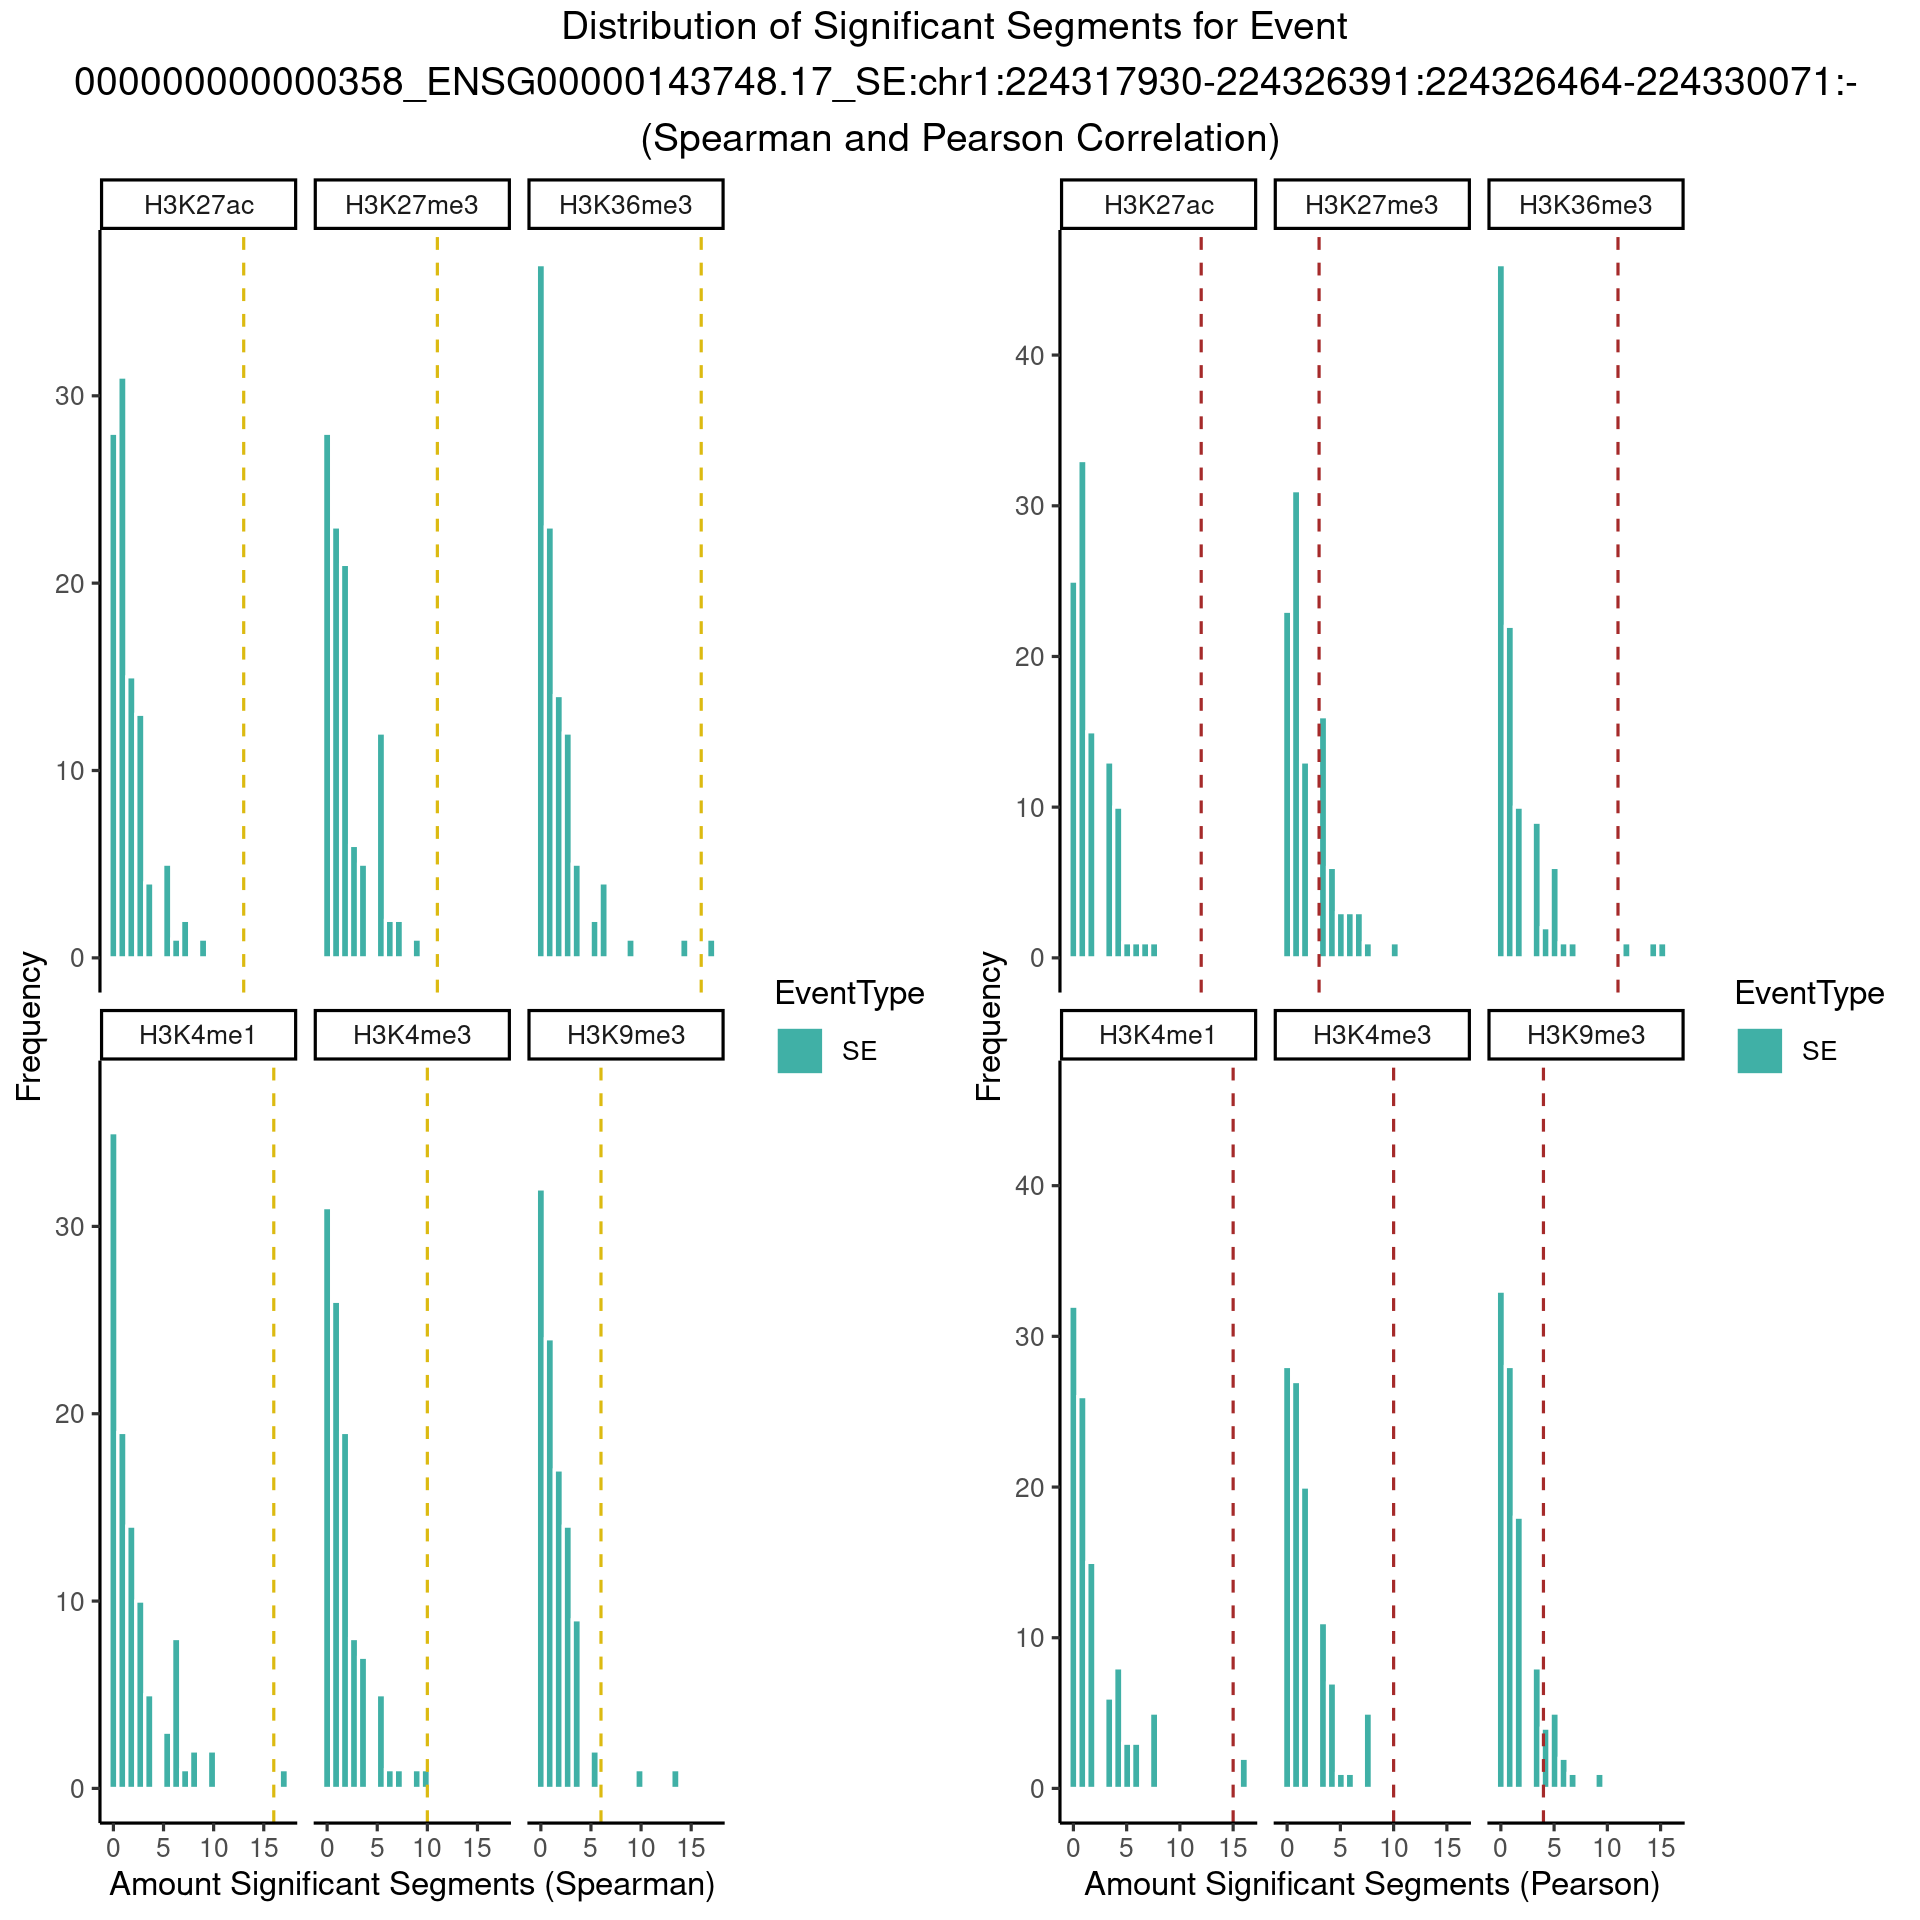 Distribution of Significant Segments for Event
000000000000358_ENSG00000143748.17_SE:chr1:224317930-224326391:224326464-224330071:-
(Spearman and Pearson Correlation)
H3K27ac
H3K27me3
H3K36me3
30
20
10
0
H3K4me1
H3K4me3
H3K9me3
30
20
10
0
0 5 10 15
0 5 10 15
0 5 10 15
Frequency
Amount Significant Segments (Spearman)
EventType
SE
H3K27ac
H3K27me3
H3K36me3
40
30
20
10
0
H3K4me1
H3K4me3
H3K9me3
40
30
20
10
0
0 5 10 15
0 5 10 15
0 5 10 15
Frequency
Amount Significant Segments (Pearson)
EventType
SE